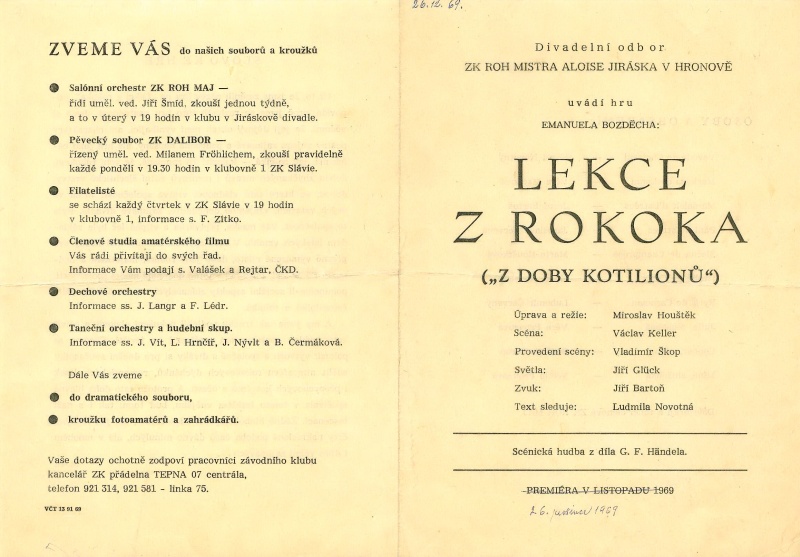 ZVEME VÁS do našich souborů a kroužků
Salónní orchestr ZK ROH MAJ —
řídí uměl. ved. Jiří Šmíd. zkouší jednou týdně,
a to v úterý v 19 hodin v klubu v Jiráskově divadle.
Pěvecký soubor ZK DALIBOR —
řízený uměl. ved. Milanem Fröhlichem, zkouší pravidelně
každé pondělí v 19.30 hodin v klubovně 1 ZK Slávie.
Filatelisté
se schází každý čtvrtek v ZK Slávie v 19 hodin
v klubovně 1, informace s. F. Zítko.
Členové studia amatérského filmu
Vás rádi přivítají do svých řad.
Informace Vám podají s. Valášek a Rejtar, ČKD.
Dechové orchestry
Informace ss. J. Langr a F. Lédr.
Taneční orchestry a hudební skup.
Informace ss. J. Vít, L. Hrnčíř, J. Nývlt a B. Čermáková.
Dále Vás zveme
do dramatického souboru,
kroužku fotoamatérů a zahrádkářů.
Vaše dotazy ochotně zodpoví pracovníci závodního klubu
kancelář ZK přádelna TEPNA 07 centrála,
telefon 921 314, 921 581 - linka 75.
VČT 13 91 69
26.12. 69.
Divadelní odbor
ZK ROH MISTRA ALOISE JIRÁSKA V HRONOVĚ
uvádí hru
EMANUELA BOZDĚCHA:
LEKCE
Z ROKOKA
(„Z DOBY KOTILIONŮ“)
Úprava a režie: Miroslav Houštěk
Scéna: Václav Keller
Provedení scény: Vladimír Škop
Světla: Jiří Glück
Zvuk: Jiří Bartoň
Text sleduje: Ludmila Novotná
Scénická hudba z díla G. F. Händela.
PREMIÉRA V LISTOPADU 1969
26. prosince 1969